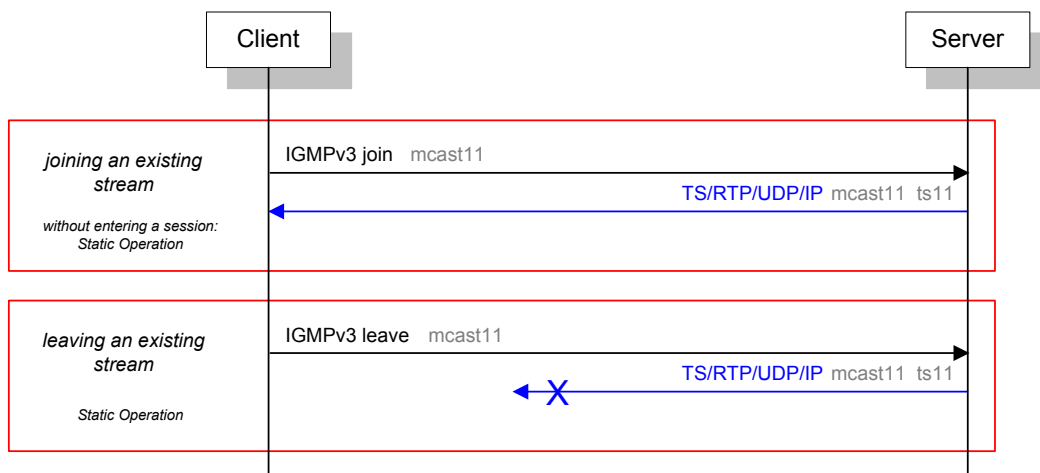 Client
Server
joining an existing
stream
without entering a session:
Static Operation
IGMPv3 join mcast11
TS/RTP/UDP/IP mcast11 ts11
leaving an existing
stream
Static Operation
IGMPv3 leave mcast11
TS/RTP/UDP/IP mcast11 ts11
X